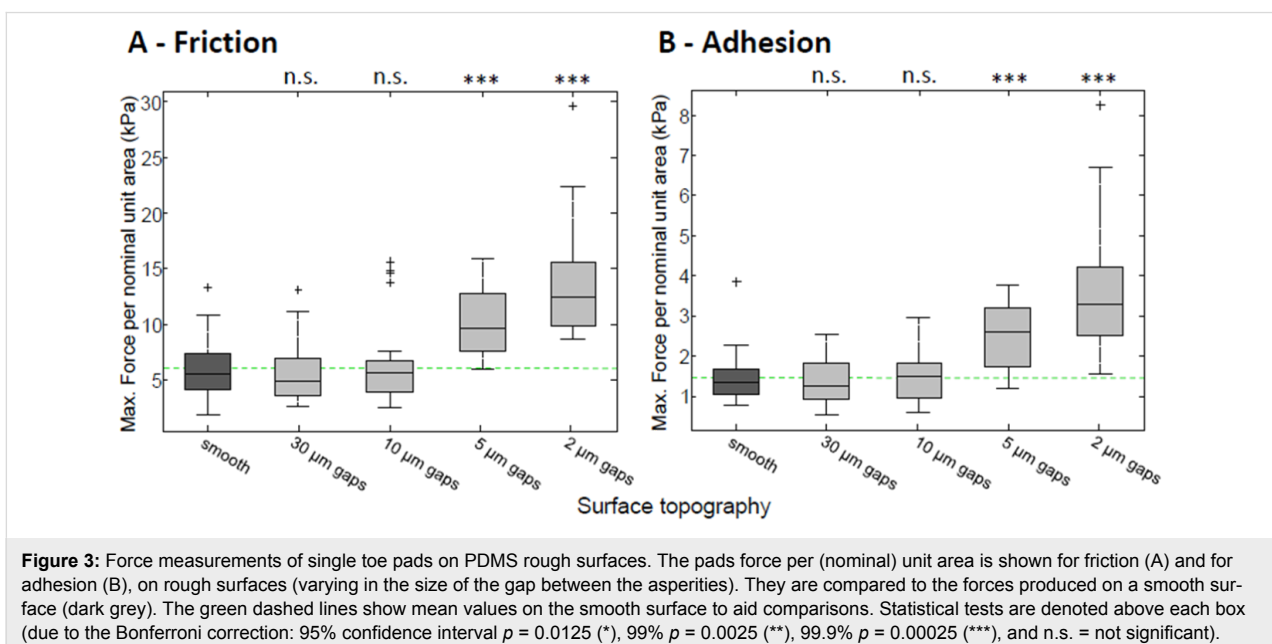 A - Friction
n.s. n.s. *** ***
Max. Force per nominal unit area (kPa)
30
25
20
15
10
5
smooth
30 µm gaps
10 µm gaps
5 µm gaps
2 µm gaps
B - Adhesion
n.s. n.s. *** ***
Max. Force per nominal unit area (kPa)
8
7
6
5
4
3
2
1
smooth
30 µm gaps
10 µm gaps
5 µm gaps
2 µm gaps
Surface topography
Figure 3: Force measurements of single toe pads on PDMS rough surfaces. The pads force per (nominal) unit area is shown for friction (A) and for
adhesion (B), on rough surfaces (varying in the size of the gap between the asperities). They are compared to the forces produced on a smooth sur-
face (dark grey). The green dashed lines show mean values on the smooth surface to aid comparisons. Statistical tests are denoted above each box
(due to the Bonferroni correction: 95% confidence interval p = 0.0125 (*), 99% p = 0.0025 (**), 99.9% p = 0.00025 (***), and n.s. = not significant).